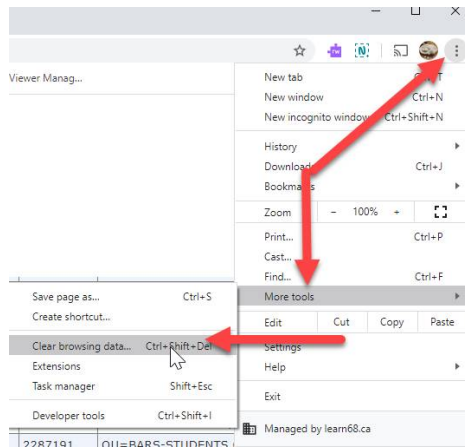 Viewer Manag...
New tab
New window Ctrl+N
New incognito window Ctrl+Shift+N
History
Downloads Ctrl+J
Bookmarks
Zoom - 100% +
Print... Ctrl+P
Cast...
Find... Ctrl+F
More tools
Edit Cut Copy Paste
Settings
Help
Exit
Managed by learn68.ca
Save page as... Ctrl+S
Create shortcut...
Clear browsing data... Ctrl+Shift+Del
Extensions
Task manager Shift+Esc
Developer tools Ctrl+Shift+I
2287191 OU=BARS-STUDENTS